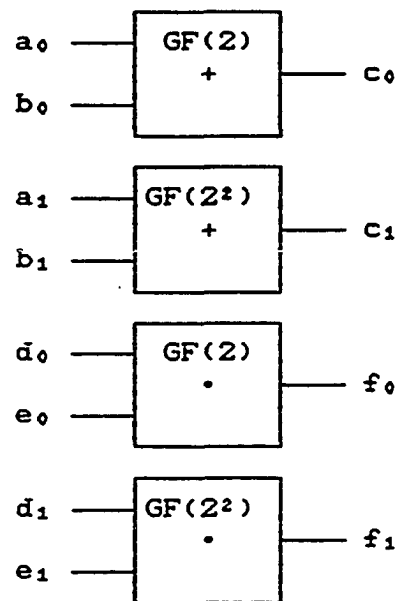 a₀ GF(2)
+ c₀
b₀
a₁ GF(2²)
+ c₁
b₁
d₀ GF(2)
· f₀
e₀
d₁ GF(2²)
· f₁
e₁